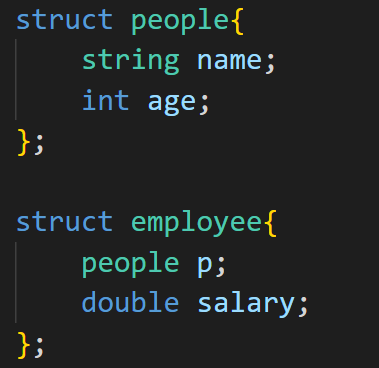 struct people{
    string name;
    int age;
};

struct employee{
    people p;
    double salary;
};